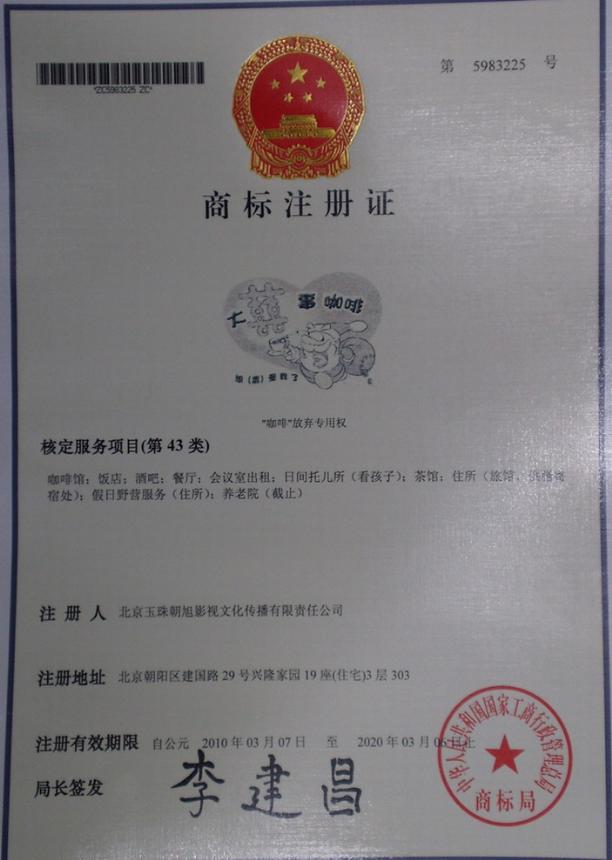 *ZC5983225 ZC*
第 5983225 号
商标注册证
大囍 蜜咖啡
"咖啡"放弃专用权
核定服务项目(第 43 类)
咖啡馆；饭店；酒吧；餐厅；会议室出租；日间托儿所（看孩子）；茶馆；住所（旅馆、供膳寄
宿处）；假日野营服务（住所）；养老院（截止）
注 册 人 北京玉珠朝旭影视文化传播有限责任公司
注册地址 北京朝阳区建国路 29 号兴隆家园 19 座(住宅)3 层 303
注册有效期限 自公元 2010 年 03 月 07 日 至 2020 年 03 月 06 日止
局长签发 李建昌
中华人民共和国国家工商行政管理总局
商标局